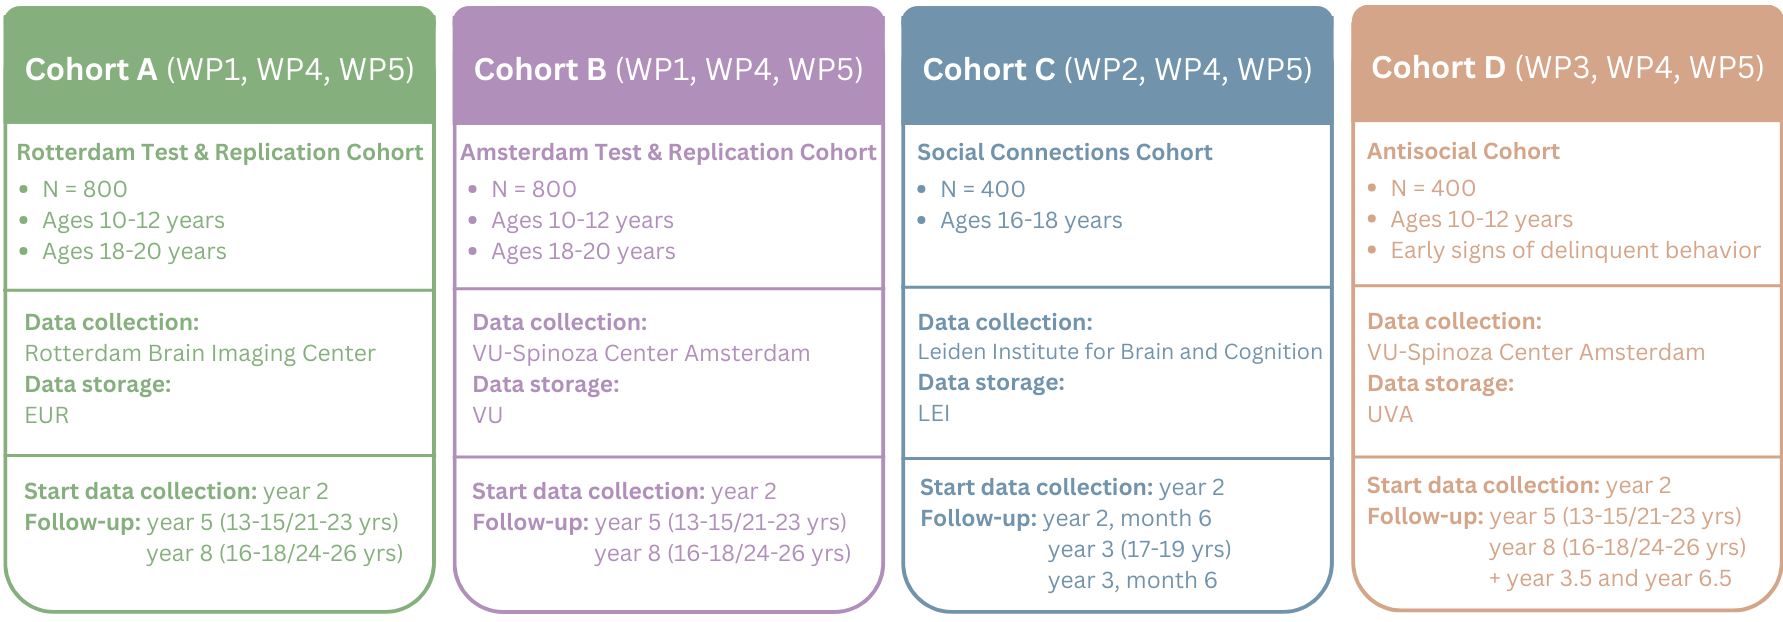 Cohort A (WP1, WP4, WP5)
Rotterdam Test & Replication Cohort
• N = 800
• Ages 10-12 years
• Ages 18-20 years
Data collection:
Rotterdam Brain Imaging Center
Data storage:
EUR
Start data collection: year 2
Follow-up: year 5 (13-15/21-23 yrs)
year 8 (16-18/24-26 yrs)
Cohort B (WP1, WP4, WP5)
Amsterdam Test & Replication Cohort
• N = 800
• Ages 10-12 years
• Ages 18-20 years
Data collection:
VU-Spinoza Center Amsterdam
Data storage:
VU
Start data collection: year 2
Follow-up: year 5 (13-15/21-23 yrs)
year 8 (16-18/24-26 yrs)
Cohort C (WP2, WP4, WP5)
Social Connections Cohort
• N = 400
• Ages 16-18 years
Data collection:
Leiden Institute for Brain and Cognition
Data storage:
LEI
Start data collection: year 2
Follow-up: year 2, month 6
year 3 (17-19 yrs)
year 3, month 6
Cohort D (WP3, WP4, WP5)
Antisocial Cohort
• N = 400
• Ages 10-12 years
• Early signs of delinquent behavior
Data collection:
VU-Spinoza Center Amsterdam
Data storage:
UVA
Start data collection: year 2
Follow-up: year 5 (13-15/21-23 yrs)
year 8 (16-18/24-26 yrs)
+ year 3.5 and year 6.5